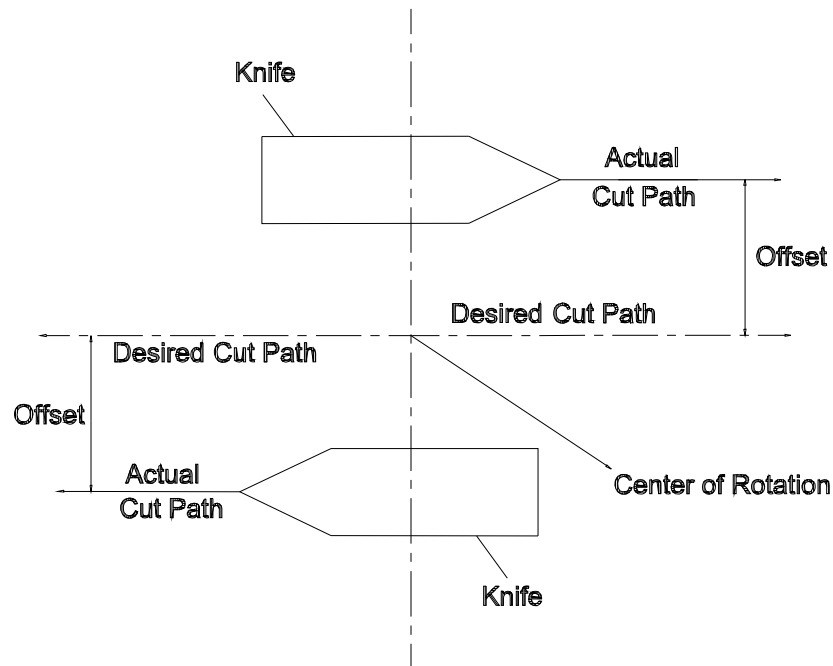 Knife
Actual
Cut Path
Offset
Desired Cut Path
Desired Cut Path
Offset
Actual
Cut Path
Center of Rotation
Knife